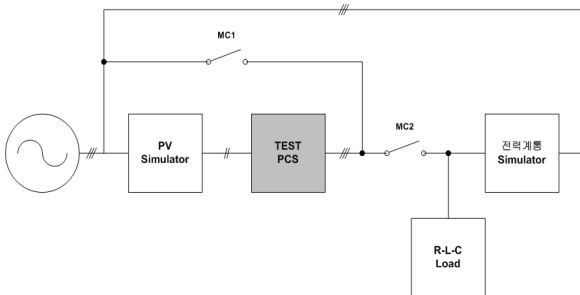 MC1
MC2
PV
Simulator
TEST
PCS
전력계통
Simulator
R-L-C
Load